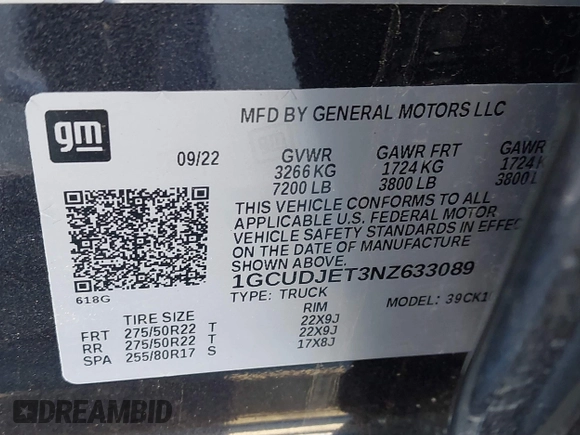 gm
MFD BY GENERAL MOTORS LLC
09/22 GVWR GAWR FRT GAWR
3266 KG 1724 KG 1724 K
7200 LB 3800 LB 3800 L
THIS VEHICLE CONFORMS TO ALL
APPLICABLE U.S. FEDERAL MOTOR
VEHICLE SAFETY STANDARDS IN EFFEC
ON THE DATE OF MANUFACTURE
SHOWN ABOVE.
618G
1GCUDJET3NZ633089
TYPE: TRUCK MODEL: 39CK1
TIRE SIZE RIM
FRT 275/50R22 T 22X9J
RR 275/50R22 T 22X9J
SPA 255/80R17 S 17X8J
DREAMBID